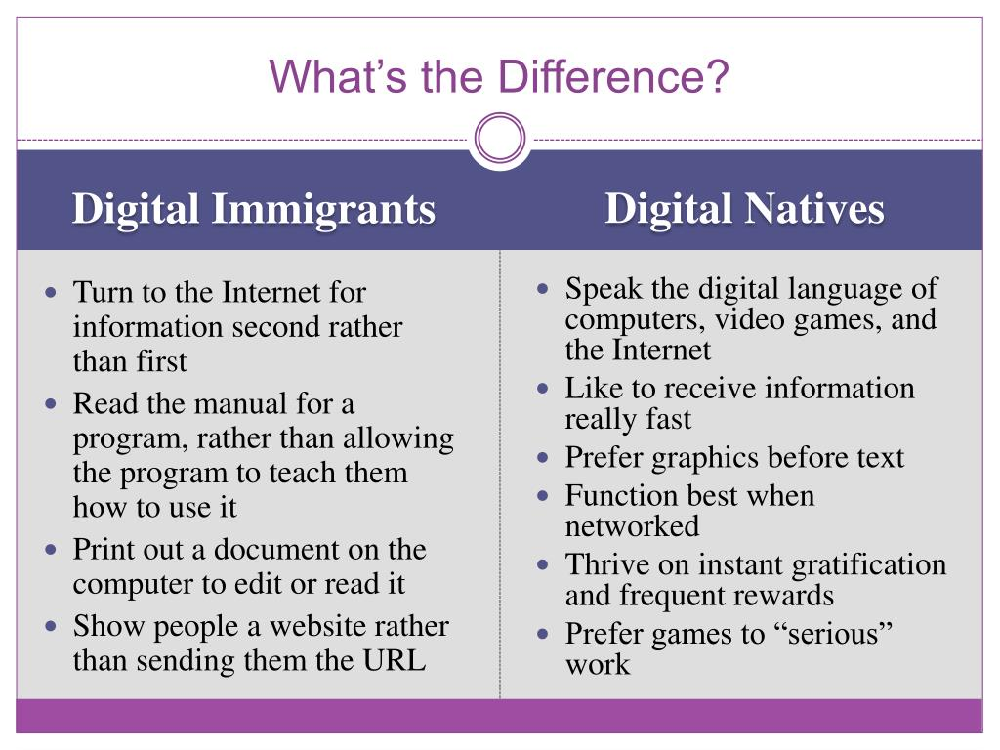 What’s the Difference?
Digital Immigrants
Turn to the Internet for
information second rather
than first
Read the manual for a
program, rather than allowing
the program to teach them
how to use it
Print out a document on the
computer to edit or read it
Show people a website rather
than sending them the URL
Digital Natives
Speak the digital language of
computers, video games, and
the Internet
Like to receive information
really fast
Prefer graphics before text
Function best when
networked
Thrive on instant gratification
and frequent rewards
Prefer games to “serious”
work